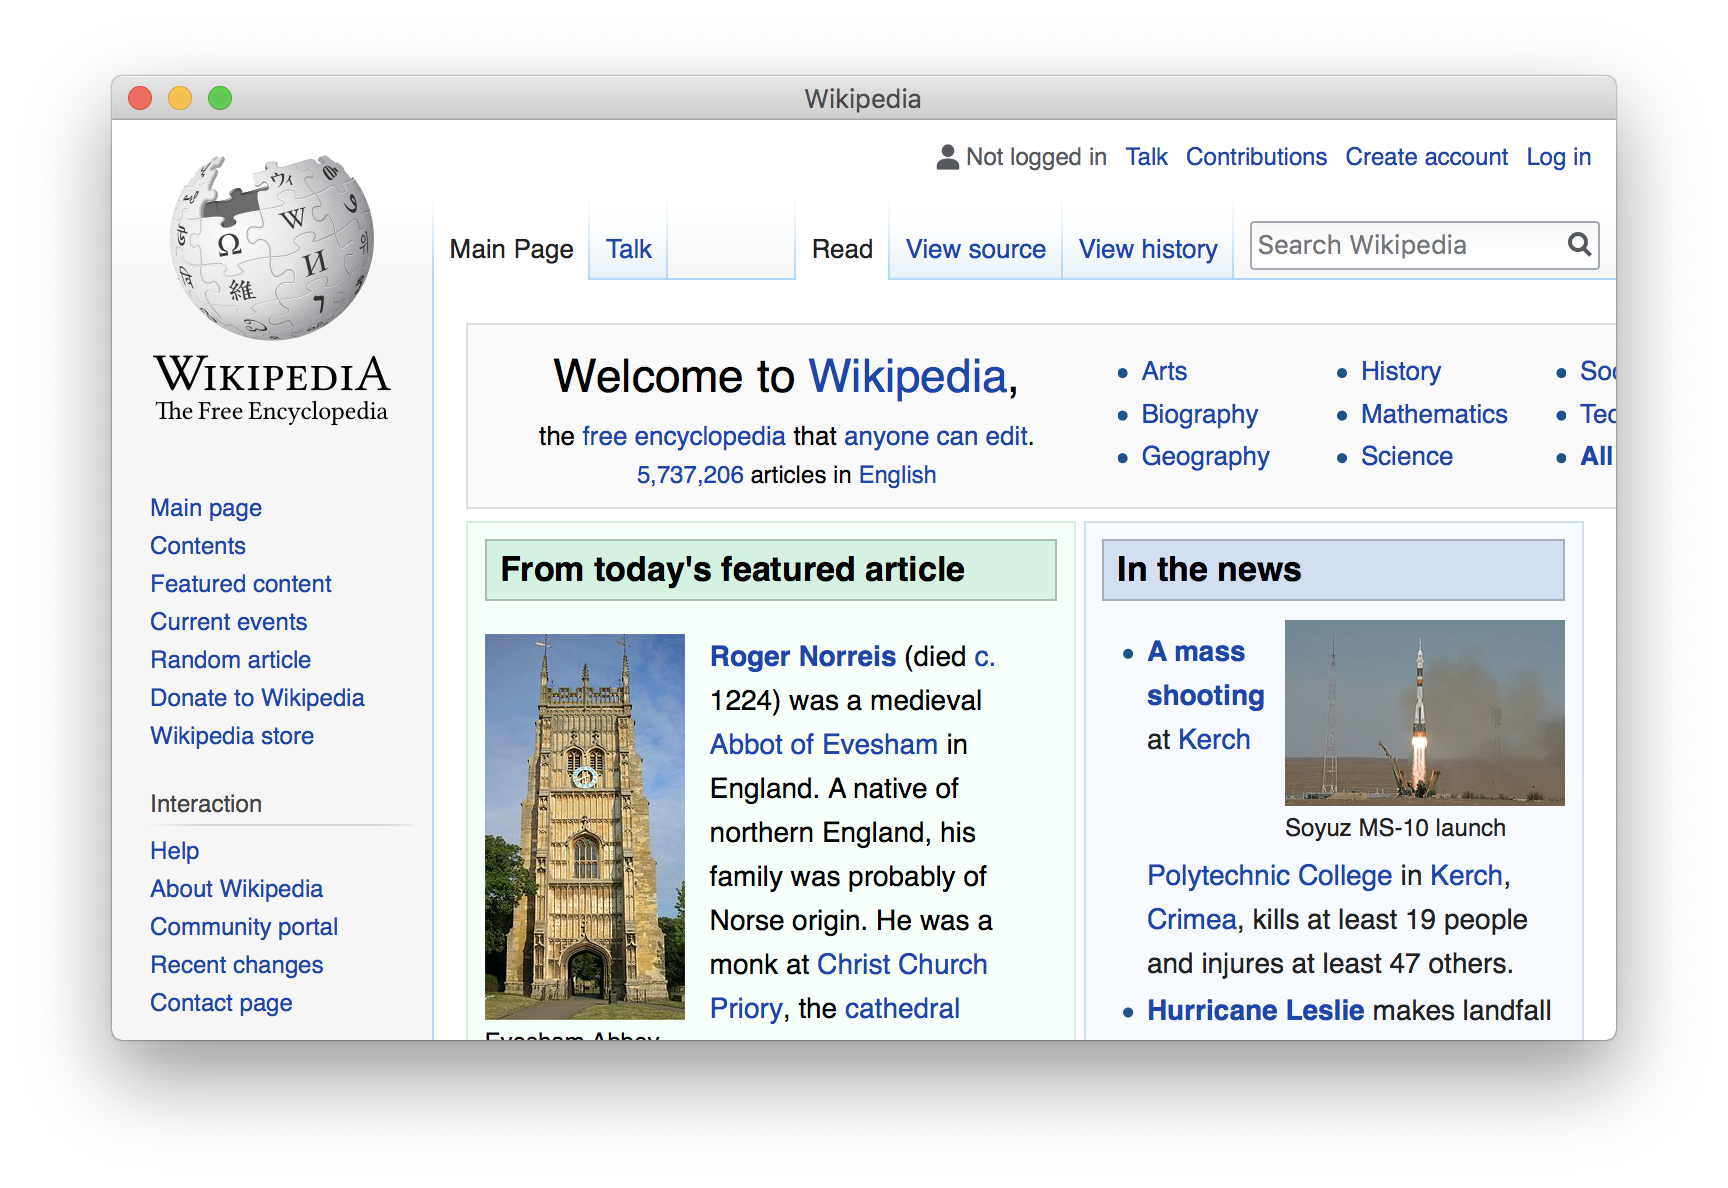 Wikipedia
Not logged in Talk Contributions Create account Log in
Main Page Talk Read View source View history Search Wikipedia
Ω W И 維 ウィ
WIKIPEDIA
The Free Encyclopedia
Main page
Contents
Featured content
Current events
Random article
Donate to Wikipedia
Wikipedia store
Interaction
Help
About Wikipedia
Community portal
Recent changes
Contact page
Welcome to Wikipedia,
the free encyclopedia that anyone can edit.
5,737,206 articles in English
Arts
Biography
Geography
History
Mathematics
Science
All
From today's featured article
Roger Norreis (died c.
1224) was a medieval
Abbot of Evesham in
England. A native of
northern England, his
family was probably of
Norse origin. He was a
monk at Christ Church
Priory, the cathedral
Evesham Abbey
In the news
A mass
shooting
at Kerch
Soyuz MS-10 launch
Polytechnic College in Kerch,
Crimea, kills at least 19 people
and injures at least 47 others.
Hurricane Leslie makes landfall